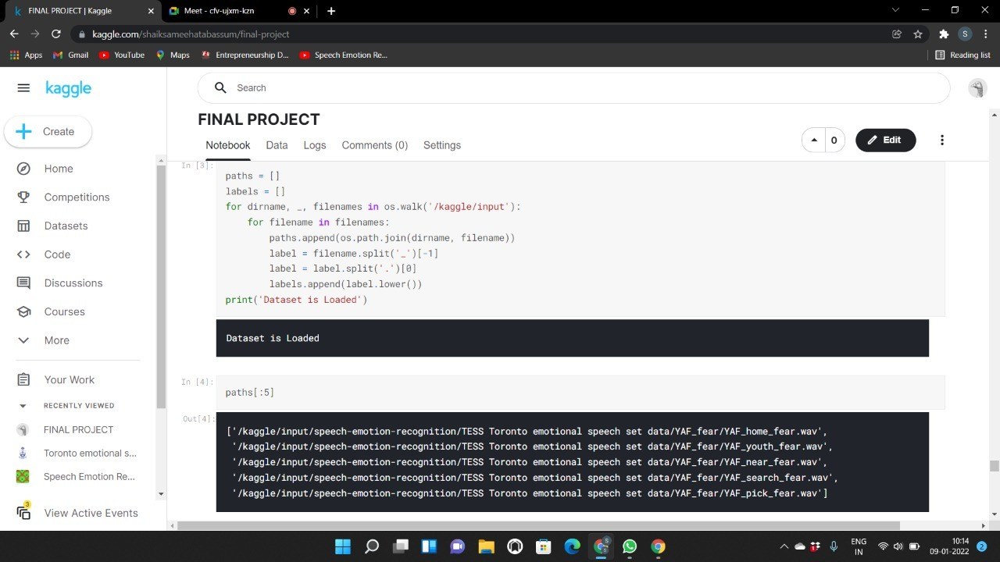 FINAL PROJECT | Kaggle
Meet - cfv-ujxm-kzn
kaggle.com/shaiksameehatabassum/final-project
Apps
Gmail
YouTube
Maps
Entrepreneurship D...
Speech Emotion Re...
Reading list
S
kaggle
Search
Create
FINAL PROJECT
Notebook
Data
Logs
Comments (0)
Settings
0
Edit
Home
Competitions
Datasets
Code
Discussions
Courses
More
Your Work
RECENTLY VIEWED
FINAL PROJECT
Toronto emotional s...
Speech Emotion Re...
3
View Active Events
In [3]:
paths = []
labels = []
for dirname, _, filenames in os.walk('/kaggle/input'):
    for filename in filenames:
        paths.append(os.path.join(dirname, filename))
        label = filename.split('_')[-1]
        label = label.split('.')[0]
        labels.append(label.lower())
print('Dataset is Loaded')
Dataset is Loaded
In [4]:
paths[:5]
Out[4]:
['/kaggle/input/speech-emotion-recognition/TESS Toronto emotional speech set data/YAF_fear/YAF_home_fear.wav',
 '/kaggle/input/speech-emotion-recognition/TESS Toronto emotional speech set data/YAF_fear/YAF_youth_fear.wav',
 '/kaggle/input/speech-emotion-recognition/TESS Toronto emotional speech set data/YAF_fear/YAF_near_fear.wav',
 '/kaggle/input/speech-emotion-recognition/TESS Toronto emotional speech set data/YAF_fear/YAF_search_fear.wav',
 '/kaggle/input/speech-emotion-recognition/TESS Toronto emotional speech set data/YAF_fear/YAF_pick_fear.wav']
ENG
IN
10:14
09-01-2022
2